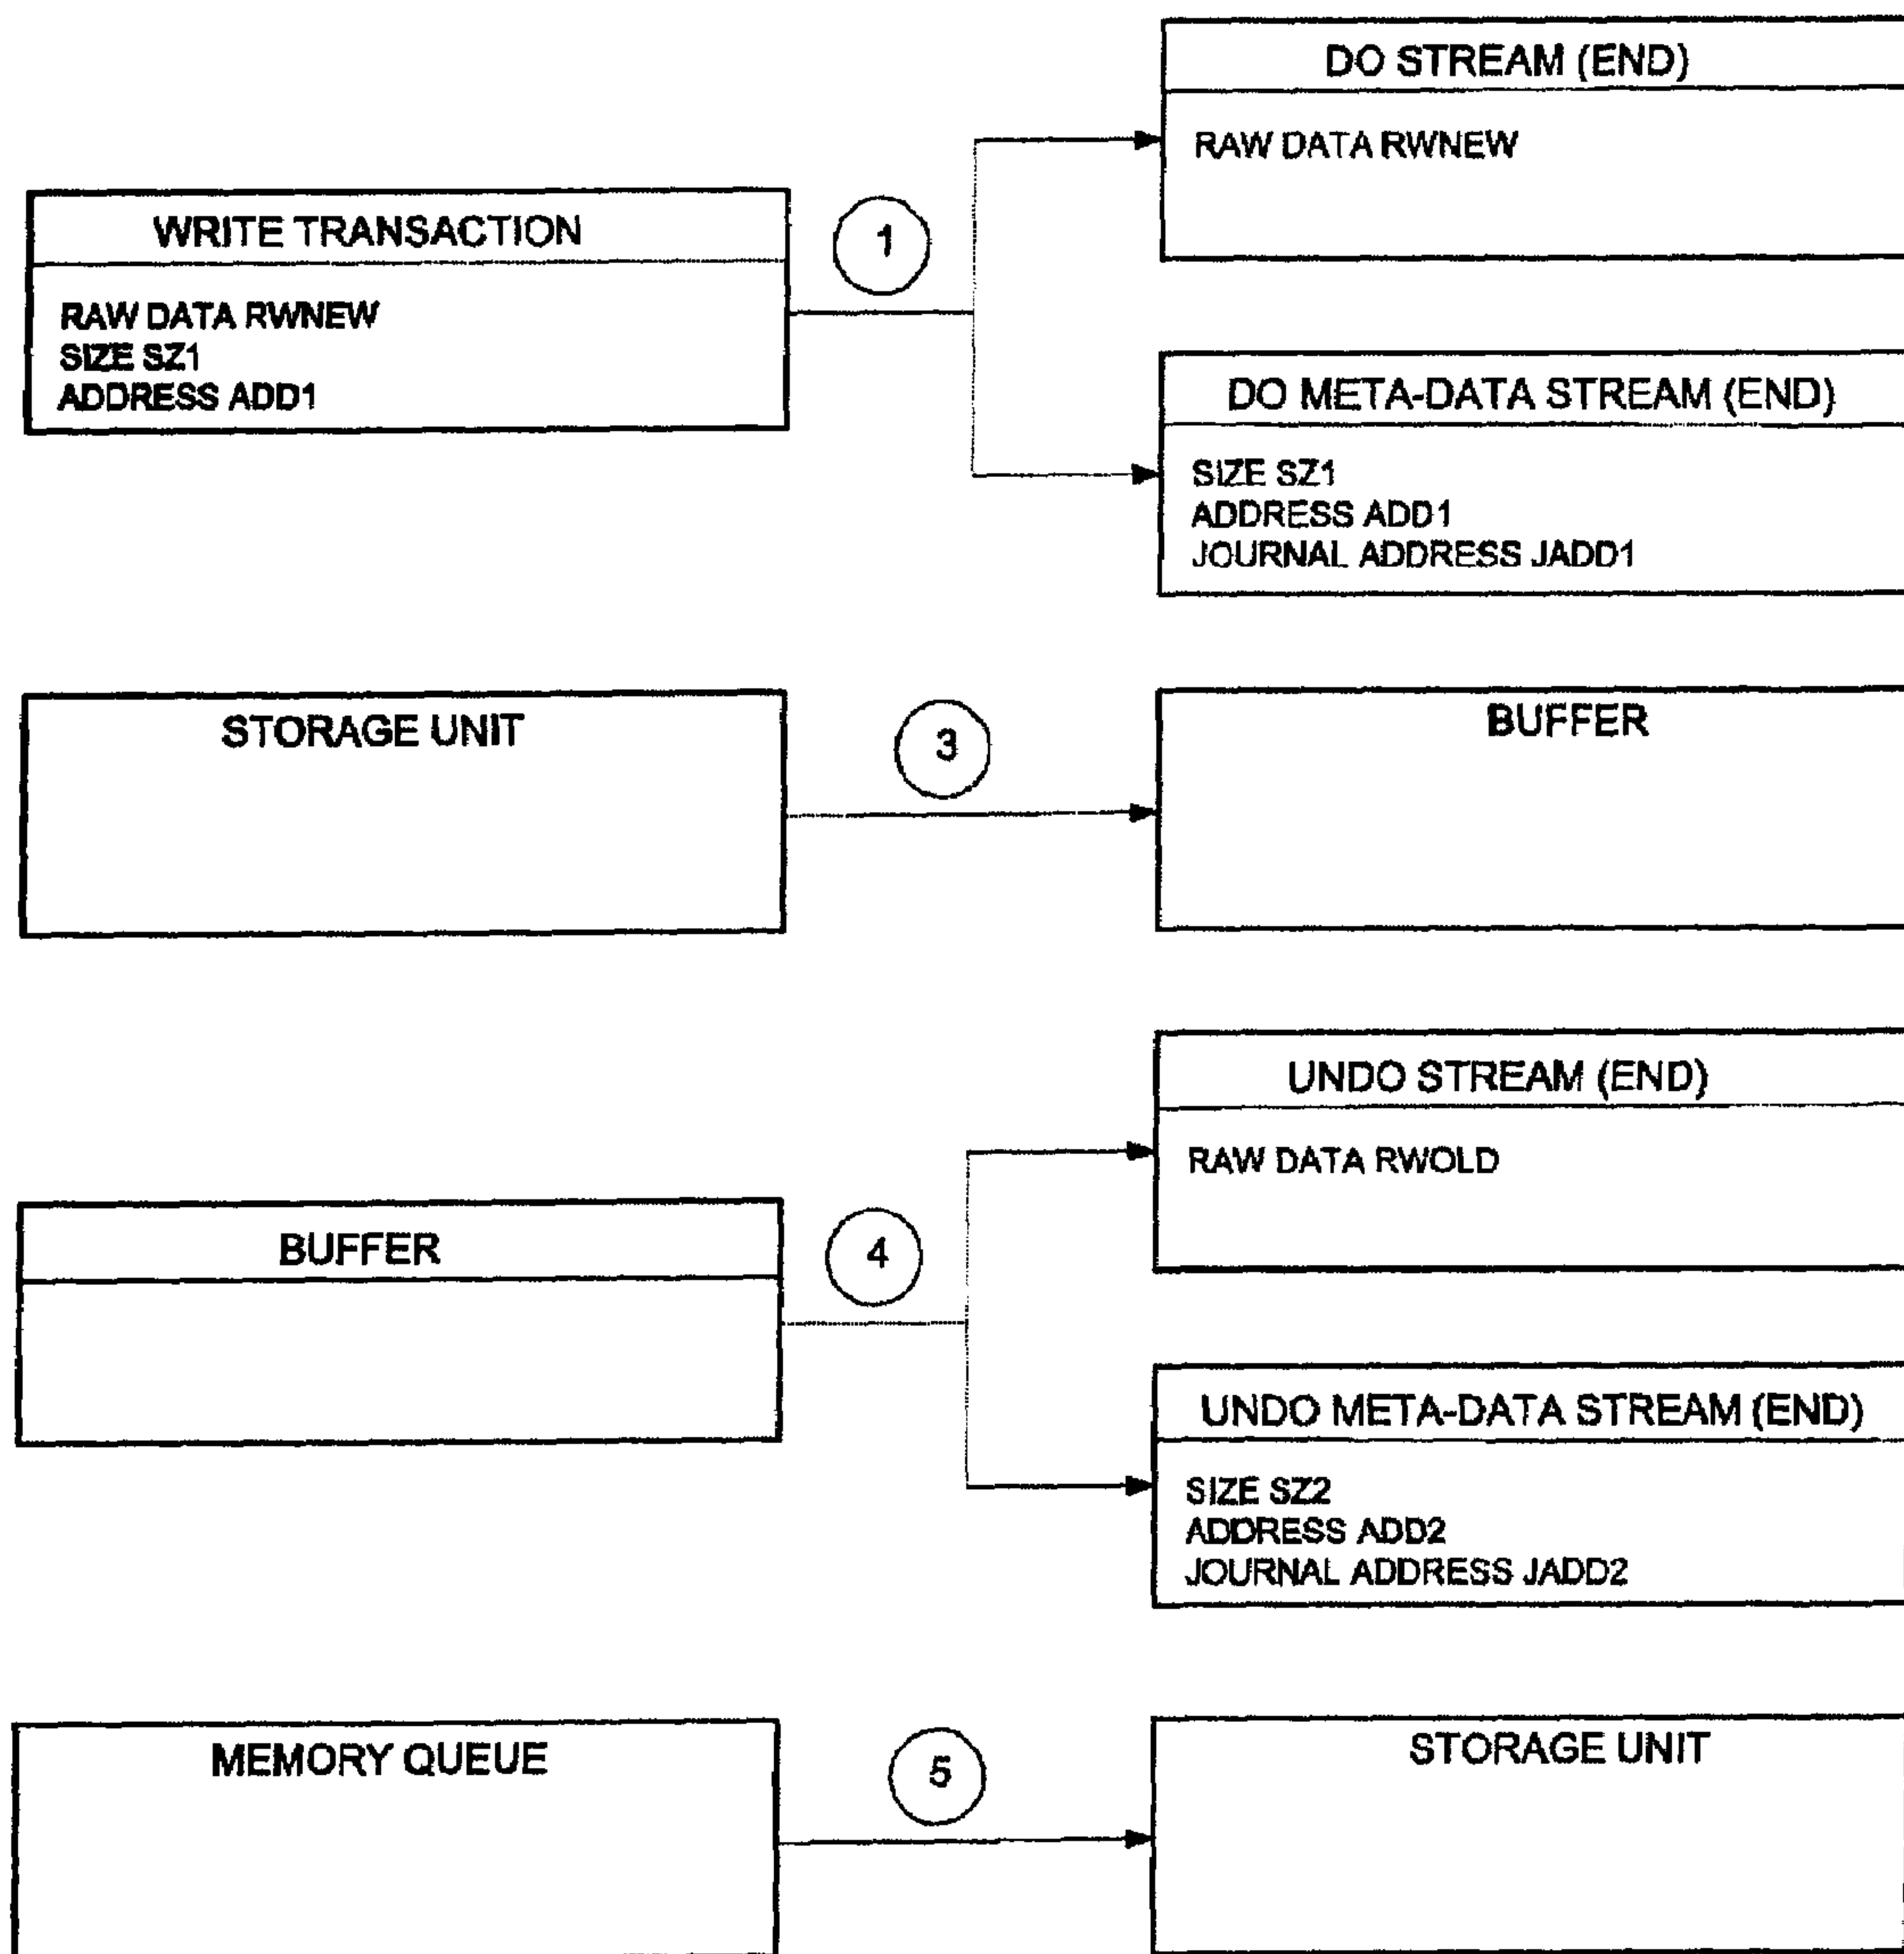 DO STREAM (END)
RAW DATA RWNEW
WRITE TRANSACTION
RAW DATA RWNEW
SIZE SZ1
ADDRESS ADD1
1
DO META-DATA STREAM (END)
SIZE SZ1
ADDRESS ADD1
JOURNAL ADDRESS JADD1
STORAGE UNIT
3
BUFFER
UNDO STREAM (END)
RAW DATA RWOLD
BUFFER
4
UNDO META-DATA STREAM (END)
SIZE SZ2
ADDRESS ADD2
JOURNAL ADDRESS JADD2
MEMORY QUEUE
5
STORAGE UNIT